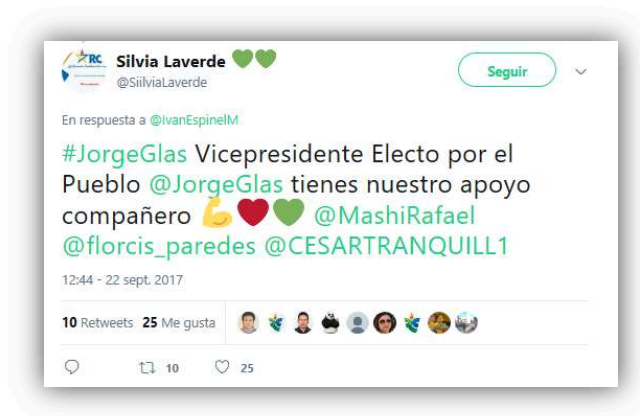 RC
Silvia Laverde 💚💚
@SiilviaLaverde
Seguir
En respuesta a @IvanEspinelM
#JorgeGlas Vicepresidente Electo por el
Pueblo @JorgeGlas tienes nuestro apoyo
compañero 💪❤️💚 @MashiRafael
@florcis_paredes @CESARTRANQUILL1
12:44 - 22 sept. 2017
10 Retweets 25 Me gusta
10 25